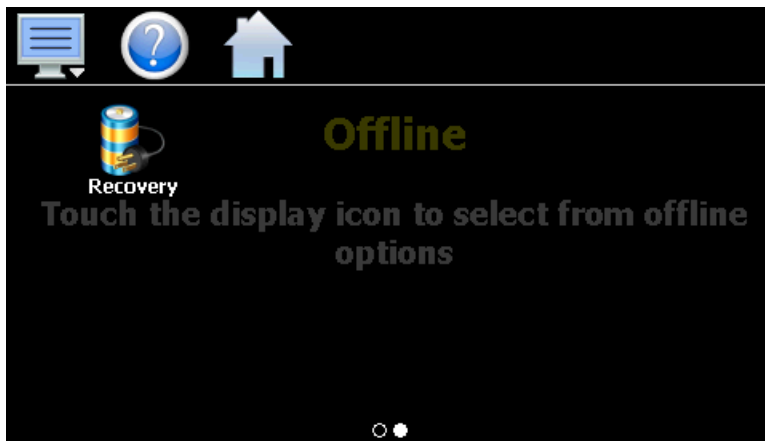 Offline
Recovery
Touch the display icon to select from offline
options